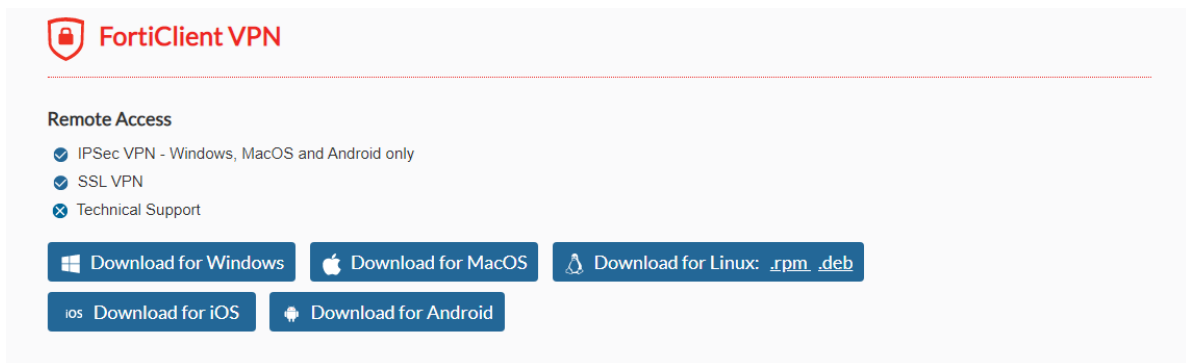 FortiClient VPN
Remote Access
IPSec VPN - Windows, MacOS and Android only
SSL VPN
Technical Support
Download for Windows
Download for MacOS
Download for Linux: .rpm .deb
iOS Download for iOS
Download for Android